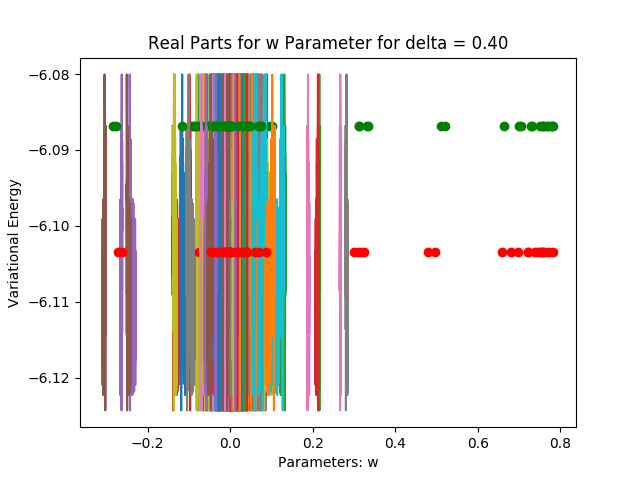 Real Parts for w Parameter for delta = 0.40
Variational Energy
−6.08
−6.09
−6.10
−6.11
−6.12
−0.2 0.0 0.2 0.4 0.6 0.8
Parameters: w